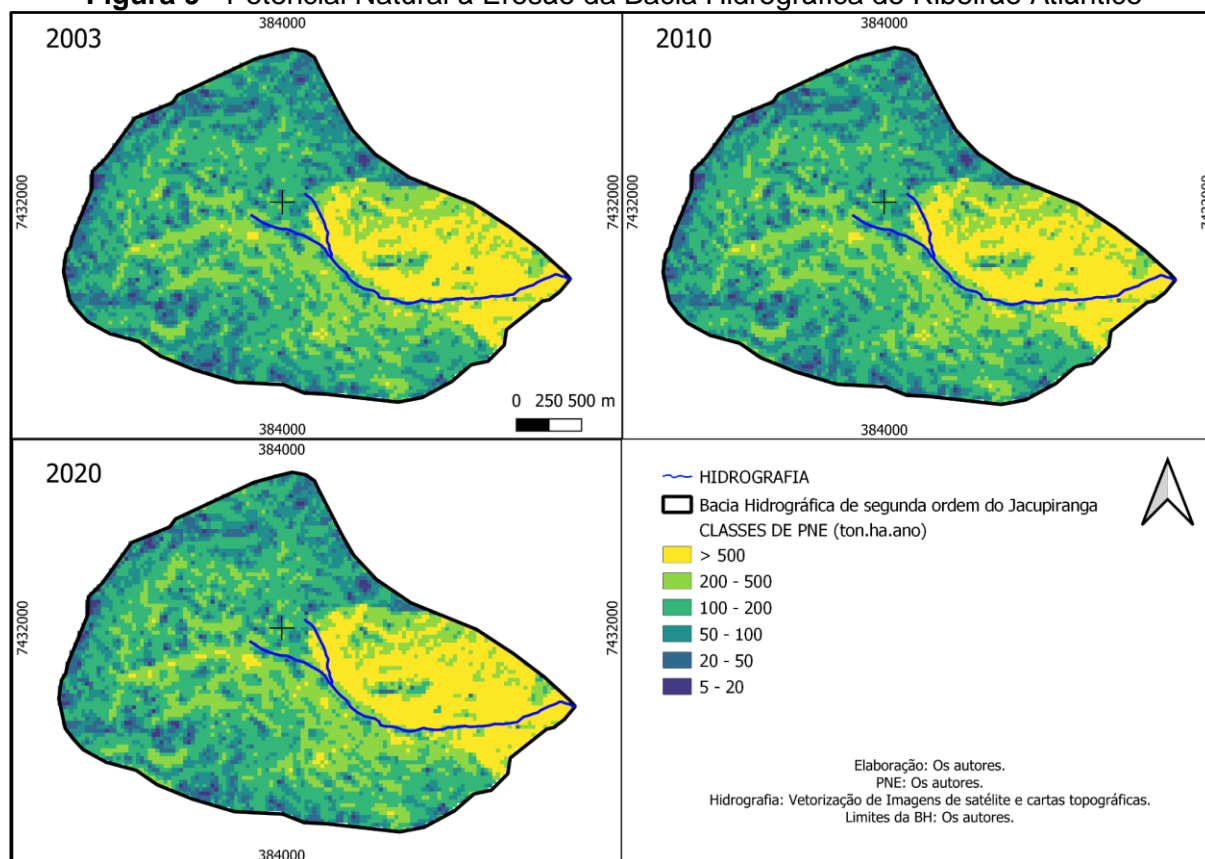 Figura - Potencial Natural à Erosão da Bacia Hidrográfica do Ribeirão Atlântico
384000
384000
2003
2010
7432000
7432000
7432000
7432000
0 250 500 m
384000
384000
384000
2020
7432000
7432000
HIDROGRAFIA
Bacia Hidrográfica de segunda ordem do Jacupiranga
CLASSES DE PNE (ton.ha.ano)
> 500
200 - 500
100 - 200
50 - 100
20 - 50
5 - 20
Elaboração: Os autores.
PNE: Os autores.
Hidrografia: Vetorização de Imagens de satélite e cartas topográficas.
Limites da BH: Os autores.
384000